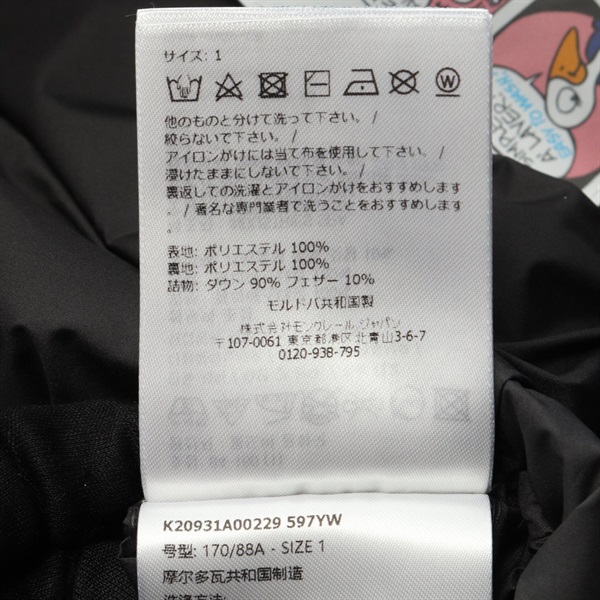 サイズ: 1
他のものと分けて洗って下さい。/
絞らないで下さい。/
アイロンがけには当て布を使用して下さい。/
浸けたままにしないで下さい。/
裏返しての洗濯とアイロンがけをおすすめします
。/ 著名な専門業者で洗うことをおすすめします
。/
表地: ポリエステル 100%
裏地: ポリエステル 100%
詰物: ダウン 90% フェザー 10%
モルドバ共和国製
株式会社モンクレール ジャパン
〒107-0061 東京都港区北青山3-6-7
0120-938-795
K20931A00229 597YW
号型: 170/88A - SIZE 1
摩尔多瓦共和国制造
洗涤方法:
A LAYER!
EASY TO WASH!